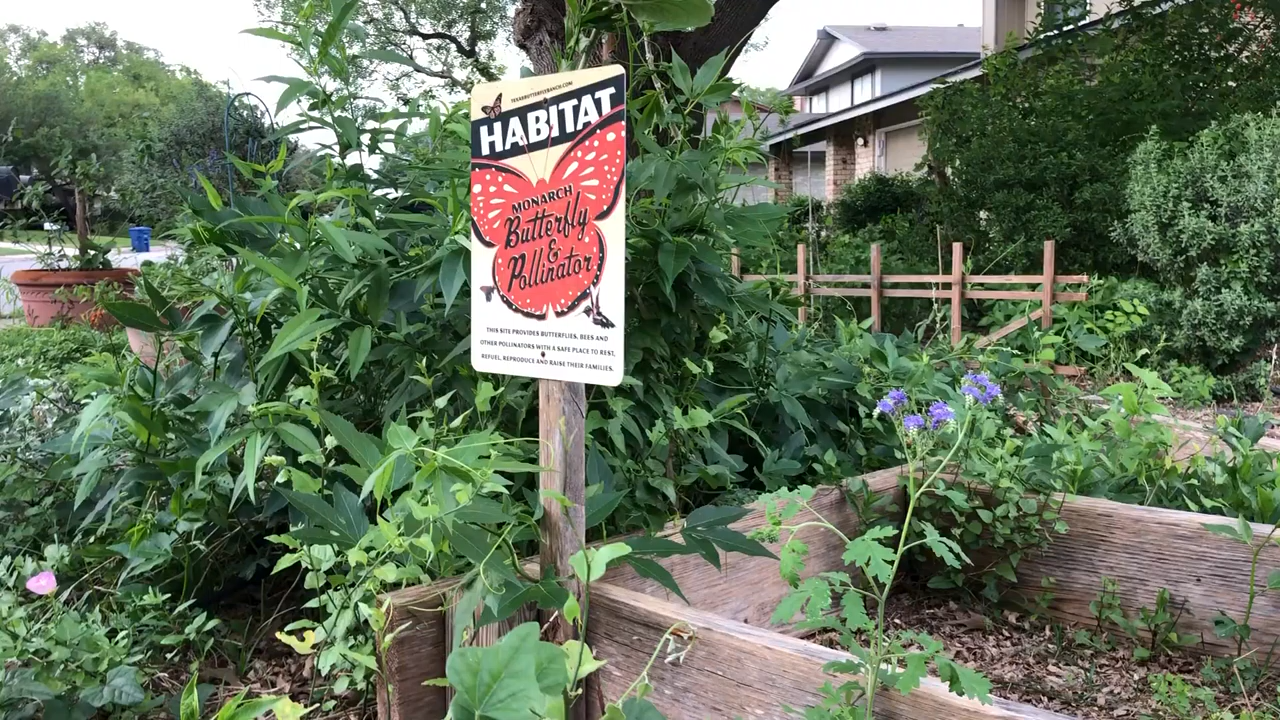 TEXASBUTTERFLYRANCH.COM
HABITAT
MONARCH
Butterfly
&
Pollinator
THIS SITE PROVIDES BUTTERFLIES, BEES AND
OTHER POLLINATORS WITH A SAFE PLACE TO REST,
REFUEL, REPRODUCE AND RAISE THEIR FAMILIES.